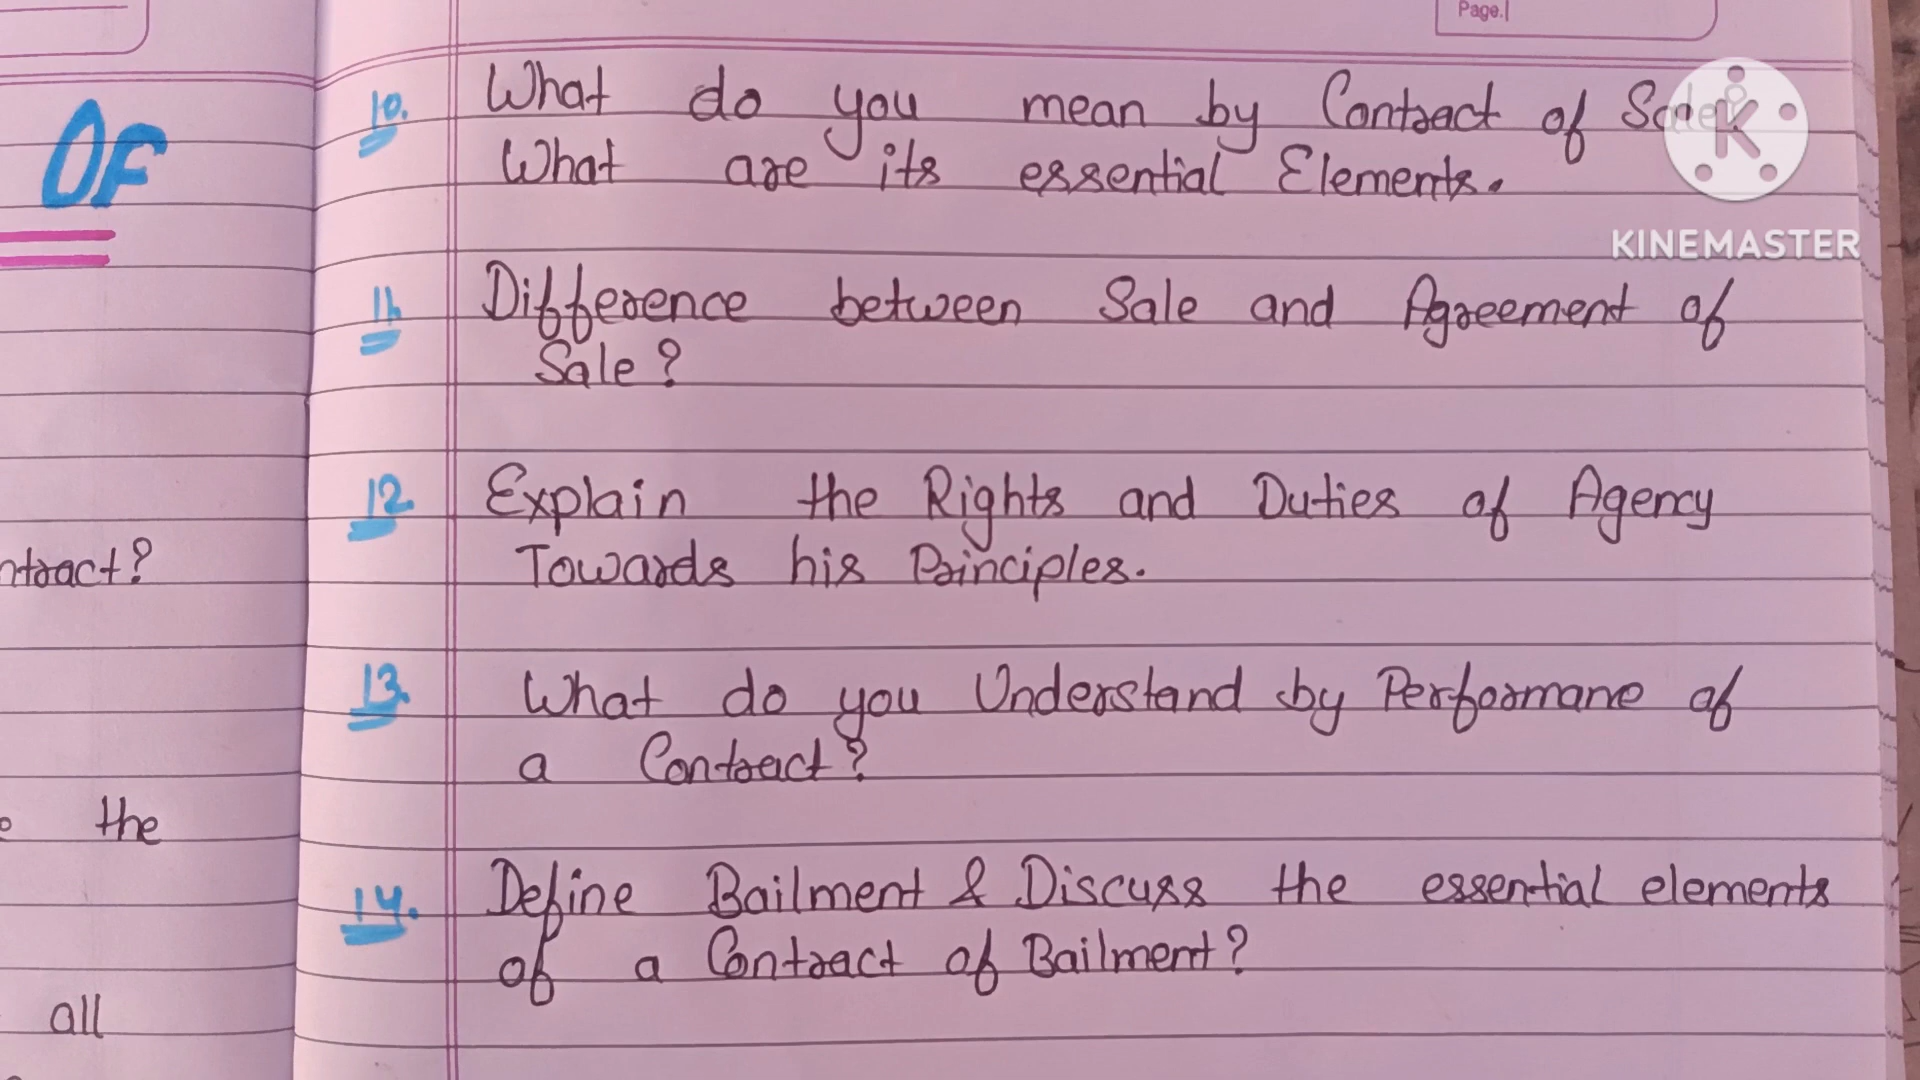 Page.
OF
ntract?
the
all
10. What do you mean by Contract of Sale?
What are its essential Elements.
11. Difference between Sale and Agreement of
Sale?
12. Explain the Rights and Duties of Agency
Towards his Principles.
13. What do you Understand by Performane of
a Contract?
14. Define Bailment & Discuss the essential elements
of a Contract of Bailment?
K
KINEMASTER